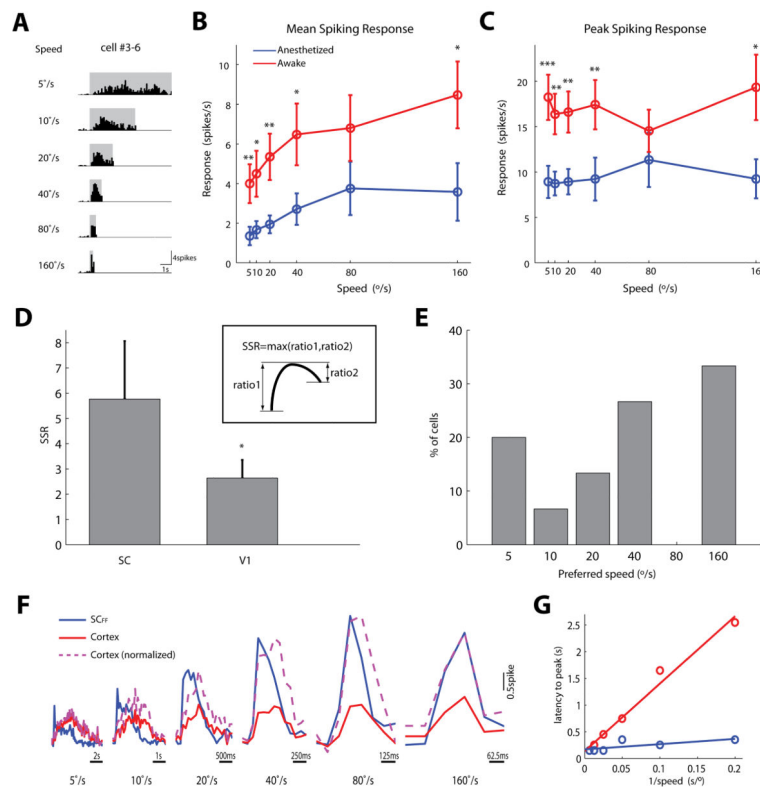 A
Speed
cell #3-6
5˚/s
10˚/s
20˚/s
40˚/s
80˚/s
160˚/s
4spikes
1s
B
Mean Spiking Response
Anesthetized
Awake
Response (spikes/s)
10
8
6
4
2
0
** * ** * *
5 10 20 40 80 160
Speed (º/s)
C
Peak Spiking Response
Response (spikes/s)
20
15
10
5
0
*** ** ** ** *
5 10 20 40 80 16
Speed (º/s)
D
SSR
8
7
6
5
4
3
2
1
0
*
SC V1
SSR=max(ratio1,ratio2)
ratio1
ratio2
E
% of cells
40
30
20
10
0
5 10 20 40 80 160
Preferred speed (º/s)
F
SCFF
Cortex
Cortex (normalized)
0.5spike
2s 1s 500ms 250ms 125ms 62.5ms
5˚/s 10˚/s 20˚/s 40˚/s 80˚/s 160˚/s
G
latency to peak (s)
2.5
2
1.5
1
0.5
0
0 0.05 0.1 0.15 0.2
1/speed (s/º)